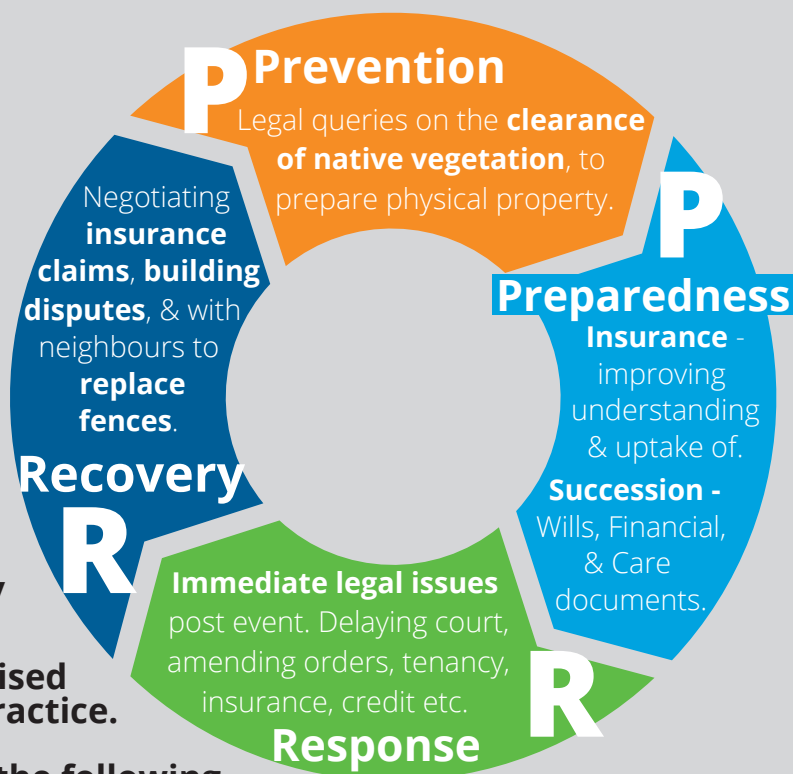 P
Prevention
Legal queries on the clearance
of native vegetation, to
prepare physical property.
P
Preparedness
Insurance -
improving
understanding
& uptake of.
Succession -
Wills, Financial,
& Care
documents.
Immediate legal issues
post event. Delaying court,
amending orders, tenancy,
insurance, credit etc.
R
Response
Negotiating
insurance
claims, building
disputes, & with
neighbours to
replace
fences.
Recovery
R
the following